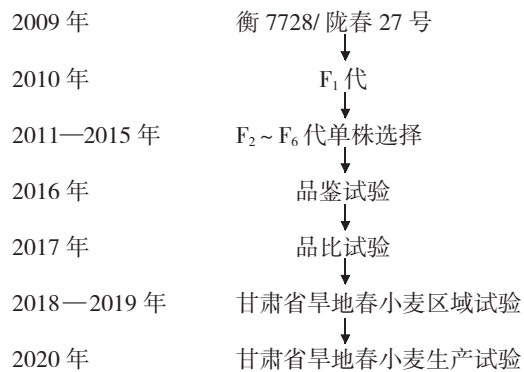 2009 年 衡 7728/ 陇春 27 号
2010 年 F₁ 代
2011—2015 年 F₂ ~ F₆ 代单株选择
2016 年 品鉴试验
2017 年 品比试验
2018—2019 年 甘肃省旱地春小麦区域试验
2020 年 甘肃省旱地春小麦生产试验